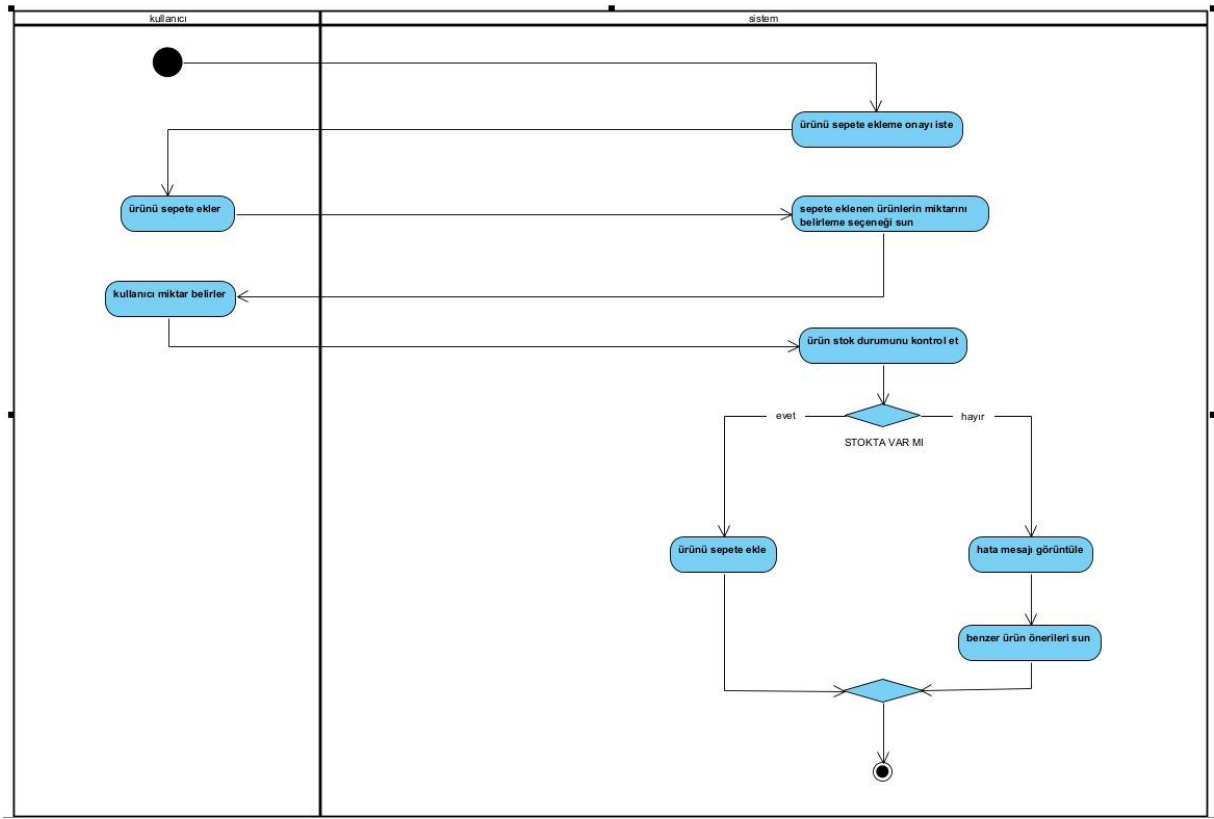 kullanıcı
sistem
ürünü sepete ekleme onayı iste
ürünü sepete ekler
sepete eklenen ürünlerin miktarını
belirleme seçeneği sun
kullanıcı miktar belirler
ürün stok durumunu kontrol et
evet
hayır
STOKTA VAR MI
ürünü sepete ekle
hata mesajı görüntüle
benzer ürün önerileri sun